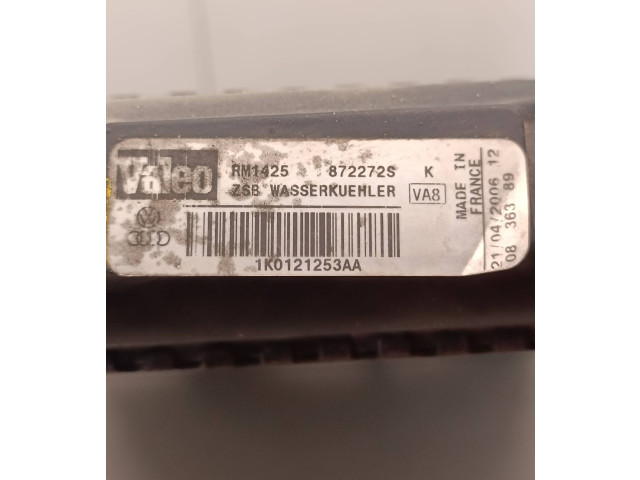 Valeo
RM1425 872272S K
ZSB WASSERKUEHLER VA8
1K0121253AA
MADE IN
FRANCE
21/04/2006 12
08 363 89